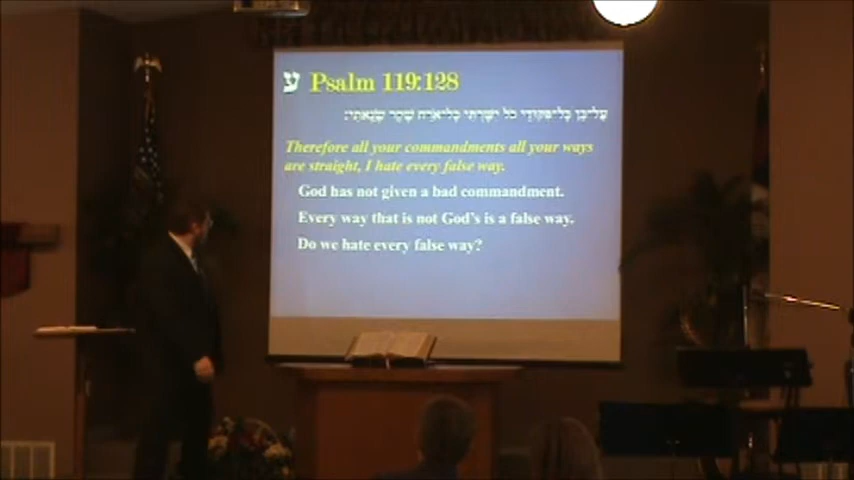 ע Psalm 119:128
עַל־כֵּן כָּל־פִּקּוּדֵי כֹל יִשָּׁרְתִּי כָּל־אֹרַח שֶׁקֶר שָׂנֵאתִי׃
Therefore all your commandments all your ways
are straight, I hate every false way.
God has not given a bad commandment.
Every way that is not God's is a false way.
Do we hate every false way?